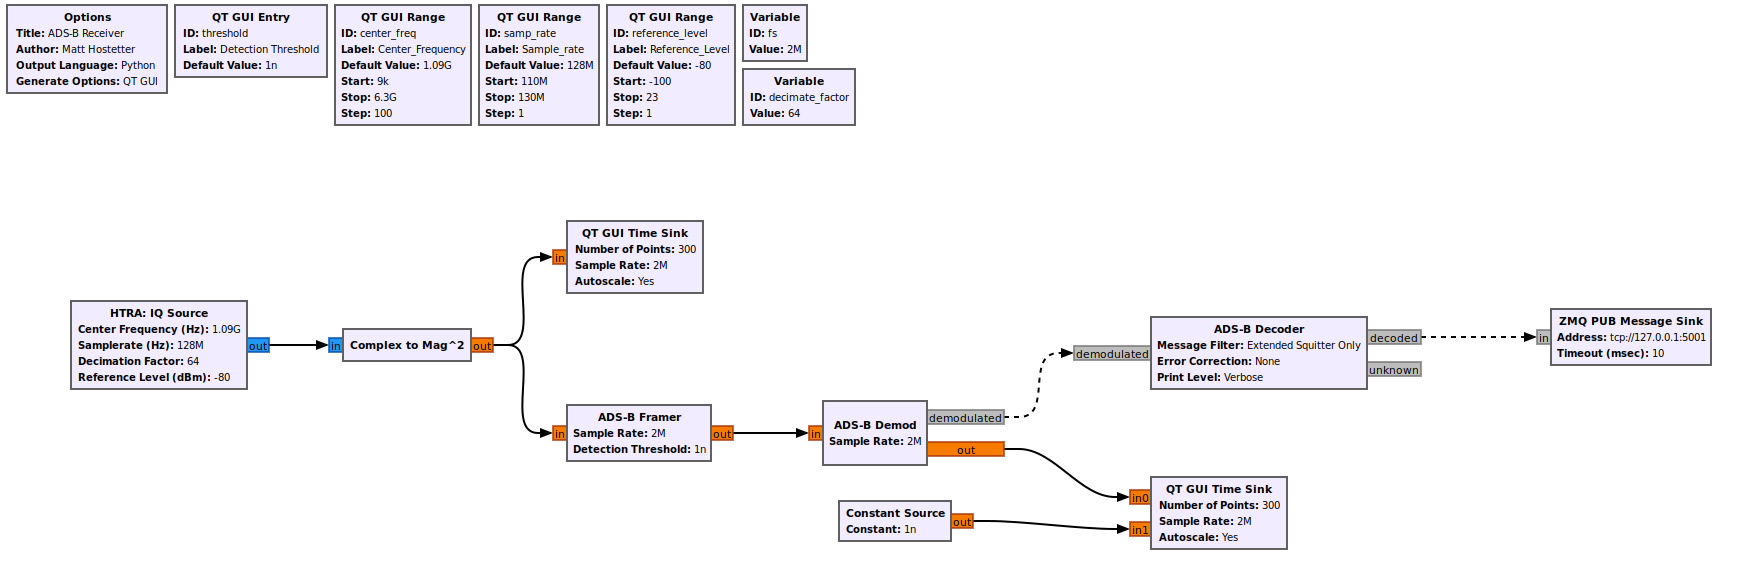 Options
Title: ADS-B Receiver
Author: Matt Hostetter
Output Language: Python
Generate Options: QT GUI
QT GUI Entry
ID: threshold
Label: Detection Threshold
Default Value: 1n
QT GUI Range
ID: center_freq
Label: Center_Frequency
Default Value: 1.09G
Start: 9k
Stop: 6.3G
Step: 100
QT GUI Range
ID: samp_rate
Label: Sample_rate
Default Value: 128M
Start: 110M
Stop: 130M
Step: 1
QT GUI Range
ID: reference_level
Label: Reference_Level
Default Value: -80
Start: -100
Stop: 23
Step: 1
Variable
ID: fs
Value: 2M
Variable
ID: decimate_factor
Value: 64
HTRA: IQ Source
Center Frequency (Hz): 1.09G
Samplerate (Hz): 128M
Decimation Factor: 64
Reference Level (dBm): -80
out
in
Complex to Mag^2
out
in
QT GUI Time Sink
Number of Points: 300
Sample Rate: 2M
Autoscale: Yes
in
ADS-B Framer
Sample Rate: 2M
Detection Threshold: 1n
out
in
ADS-B Demod
Sample Rate: 2M
demodulated
out
Constant Source
Constant: 1n
out
demodulated
ADS-B Decoder
Message Filter: Extended Squitter Only
Error Correction: None
Print Level: Verbose
decoded
unknown
in
ZMQ PUB Message Sink
Address: tcp://127.0.0.1:5001
Timeout (msec): 10
in0
in1
QT GUI Time Sink
Number of Points: 300
Sample Rate: 2M
Autoscale: Yes